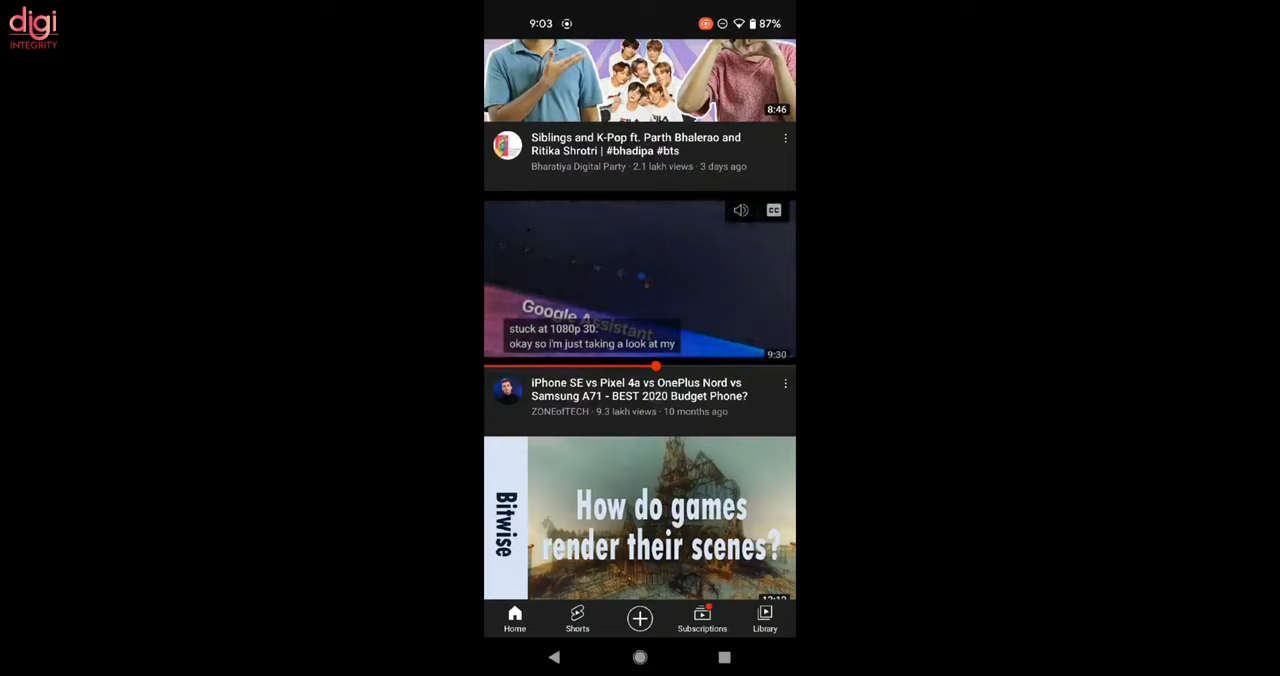 digi
INTEGRITY
9:03
87%
8:46
Siblings and K-Pop ft. Parth Bhalerao and
Ritika Shrotri | #bhadipa #bts
Bharatiya Digital Party · 2.1 lakh views · 3 days ago
CC
Google Assistant
stuck at 1080p 30.
okay so i'm just taking a look at my
9:30
iPhone SE vs Pixel 4a vs OnePlus Nord vs
Samsung A71 - BEST 2020 Budget Phone?
ZONEofTECH · 9.3 lakh views · 10 months ago
Bitwise
How do games
render their scenes?
Home
Shorts
Subscriptions
Library